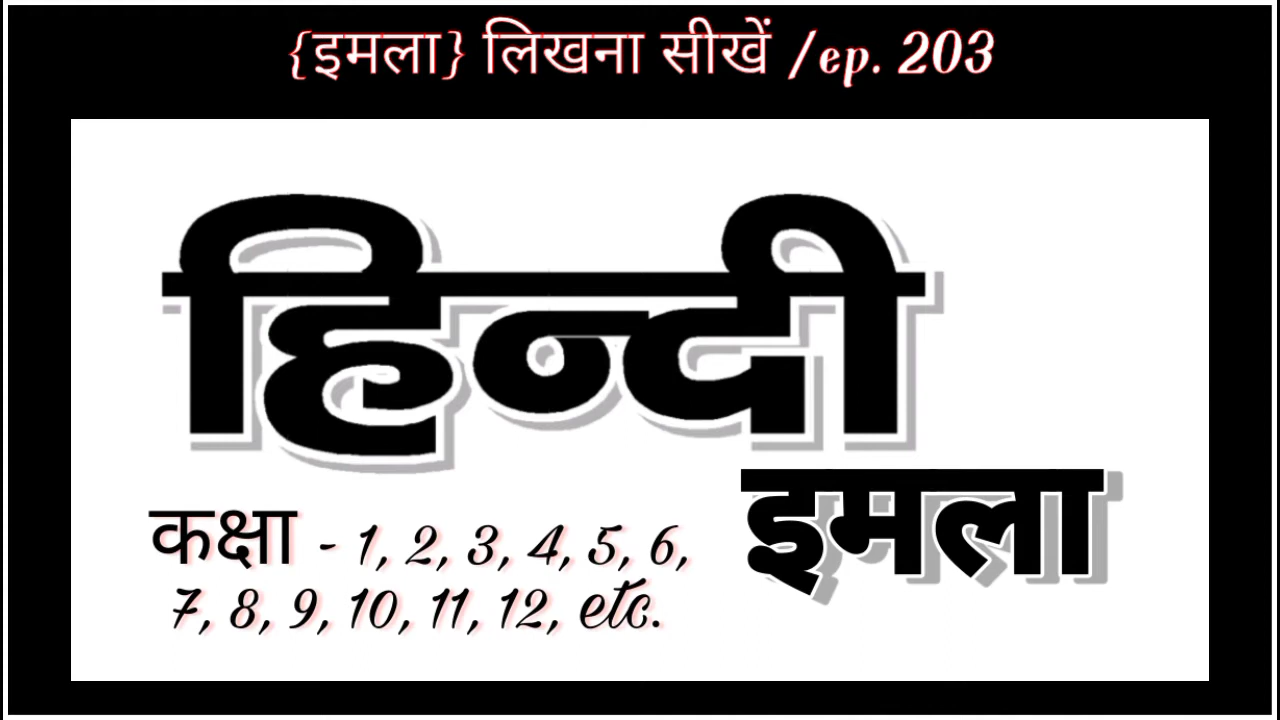 {इमला} लिखना सीखें /ep. 203
हिन्दी
इमला
कक्षा - 1, 2, 3, 4, 5, 6,
7, 8, 9, 10, 11, 12, etc.